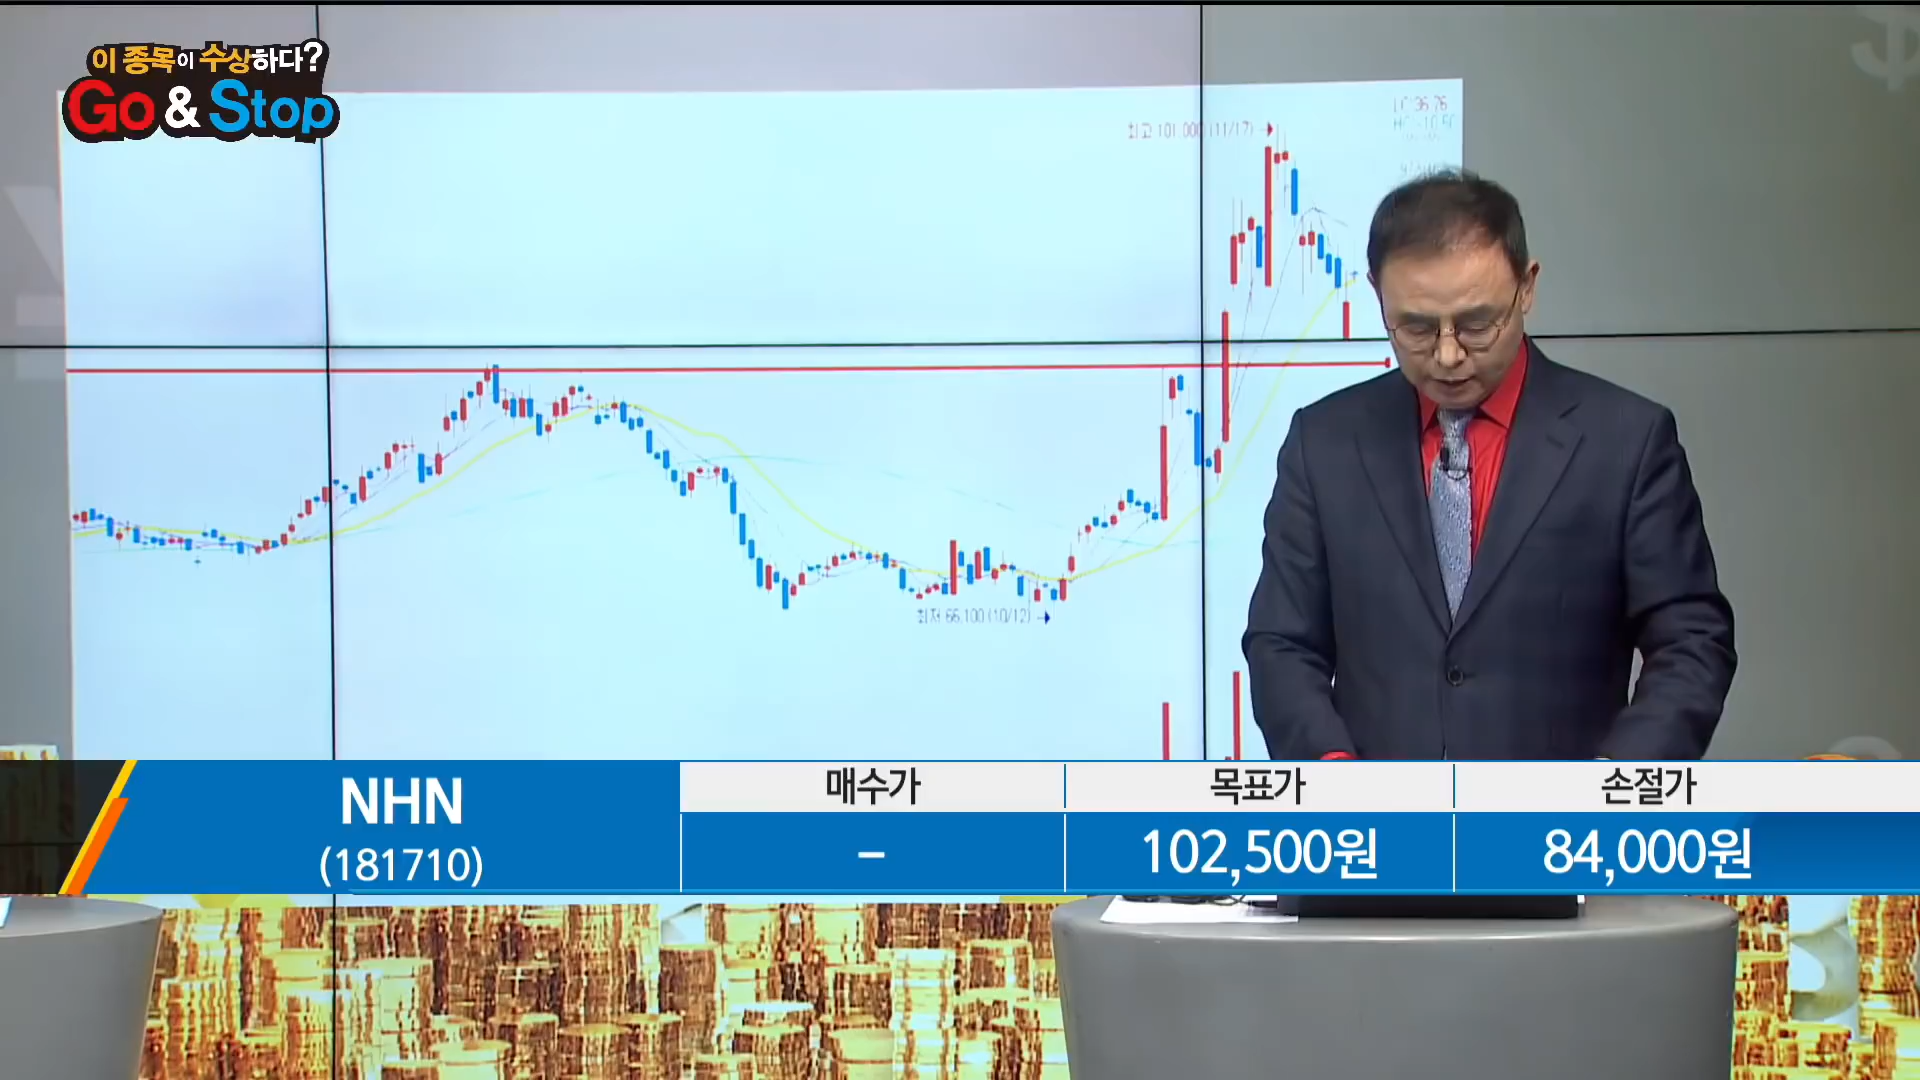 이 종목이 수상하다?
Go & Stop
최고 101,000 (11/17)
최저 66,100 (10/12)
NHN
(181710)
매수가
목표가
손절가
–
102,500원
84,000원